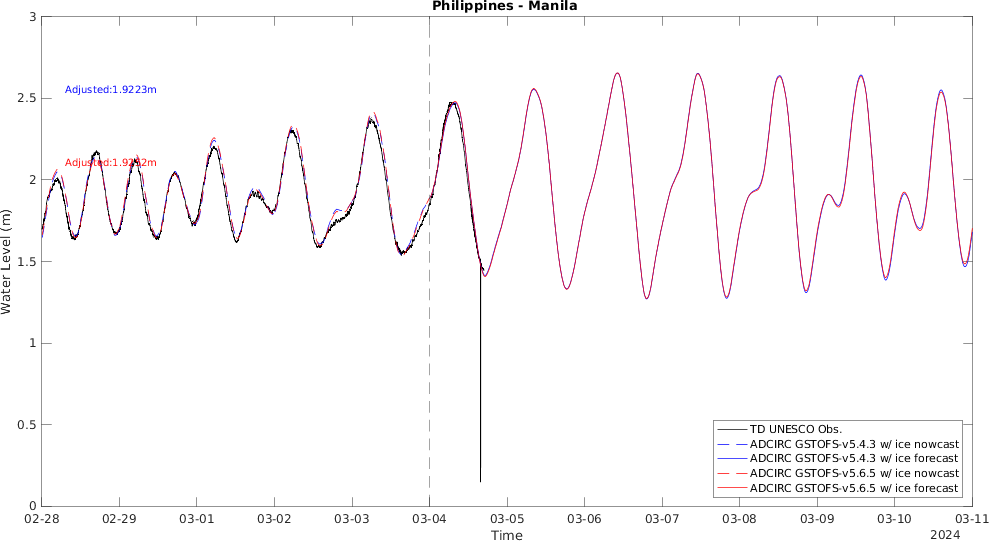 Philippines - Manila
3
2.5
2
1.5
1
0.5
0
Water Level (m)
Adjusted:1.9223m
TD UNESCO Obs.
ADCIRC GSTOFS-v5.4.3 w/ ice nowcast
ADCIRC GSTOFS-v5.4.3 w/ ice forecast
ADCIRC GSTOFS-v5.6.5 w/ ice nowcast
ADCIRC GSTOFS-v5.6.5 w/ ice forecast
02-28 02-29 03-01 03-02 03-03 03-04 03-05 03-06 03-07 03-08 03-09 03-10 03-11
Time
2024